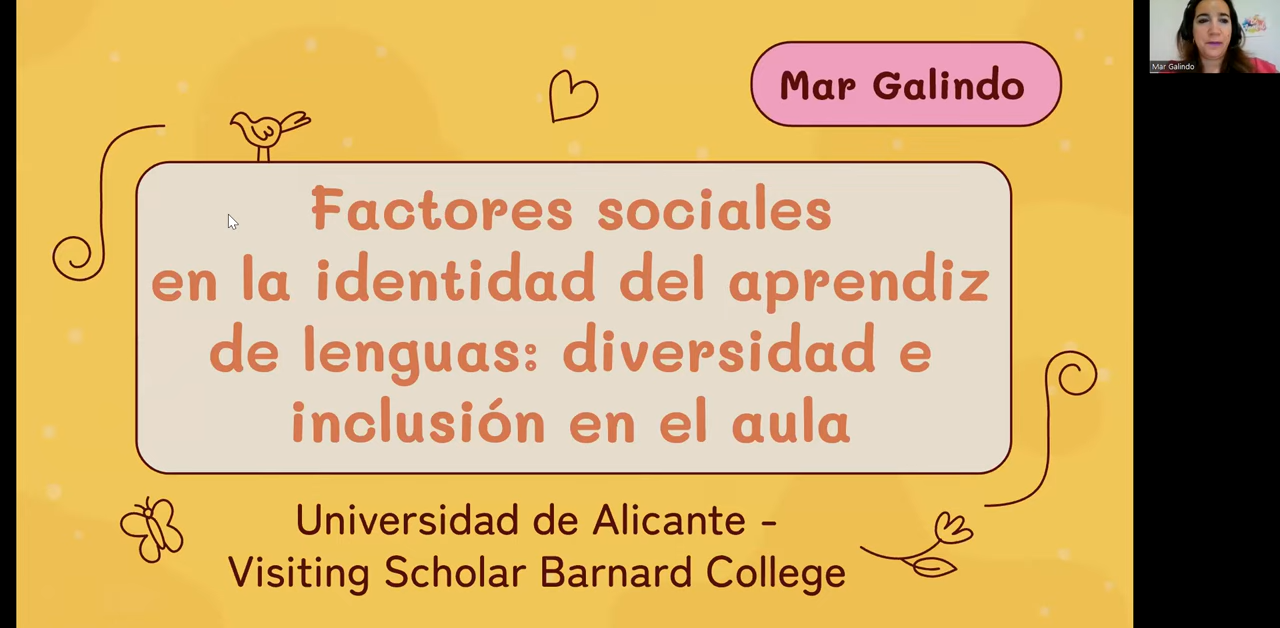 Mar Galindo
Mar Galindo
Factores sociales
en la identidad del aprendiz
de lenguas: diversidad e
inclusión en el aula
Universidad de Alicante -
Visiting Scholar Barnard College